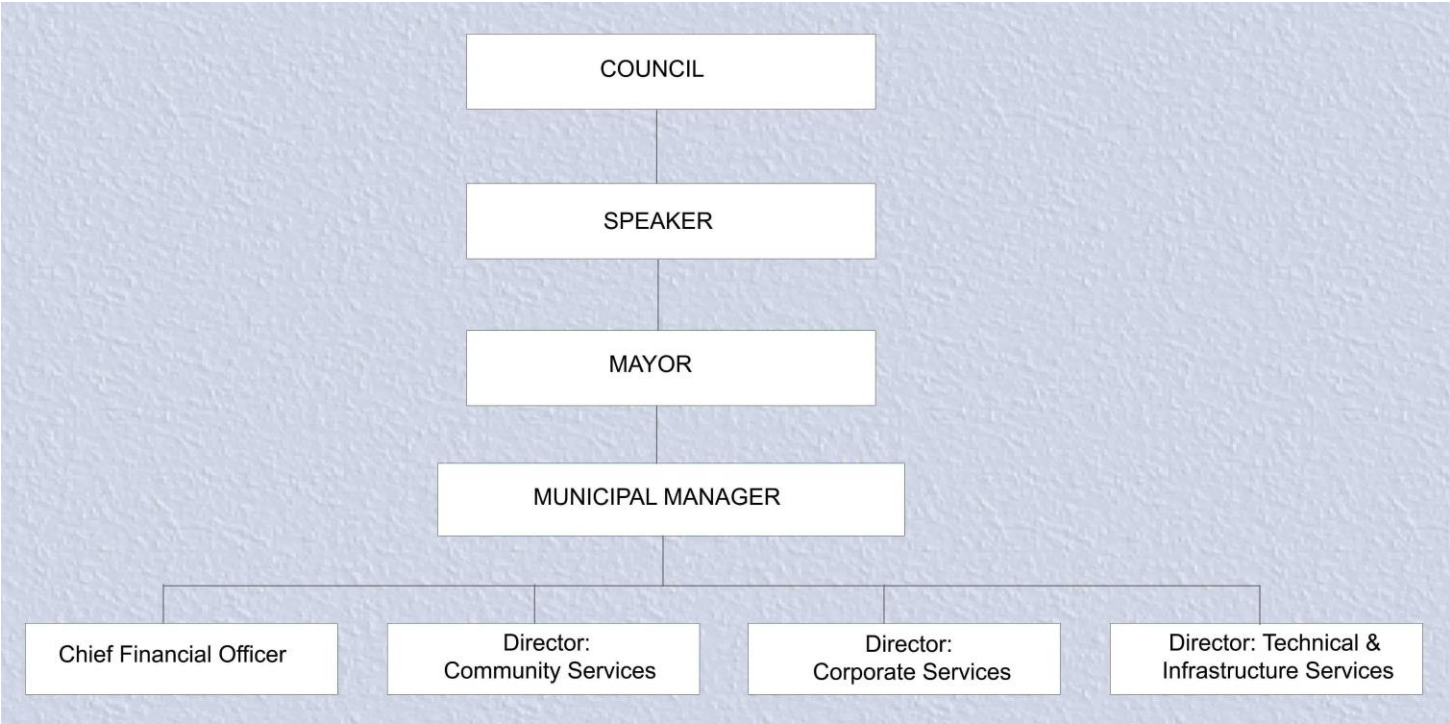 COUNCIL
SPEAKER
MAYOR
MUNICIPAL MANAGER
Chief Financial Officer
Director:
Community Services
Director:
Corporate Services
Director: Technical &
Infrastructure Services